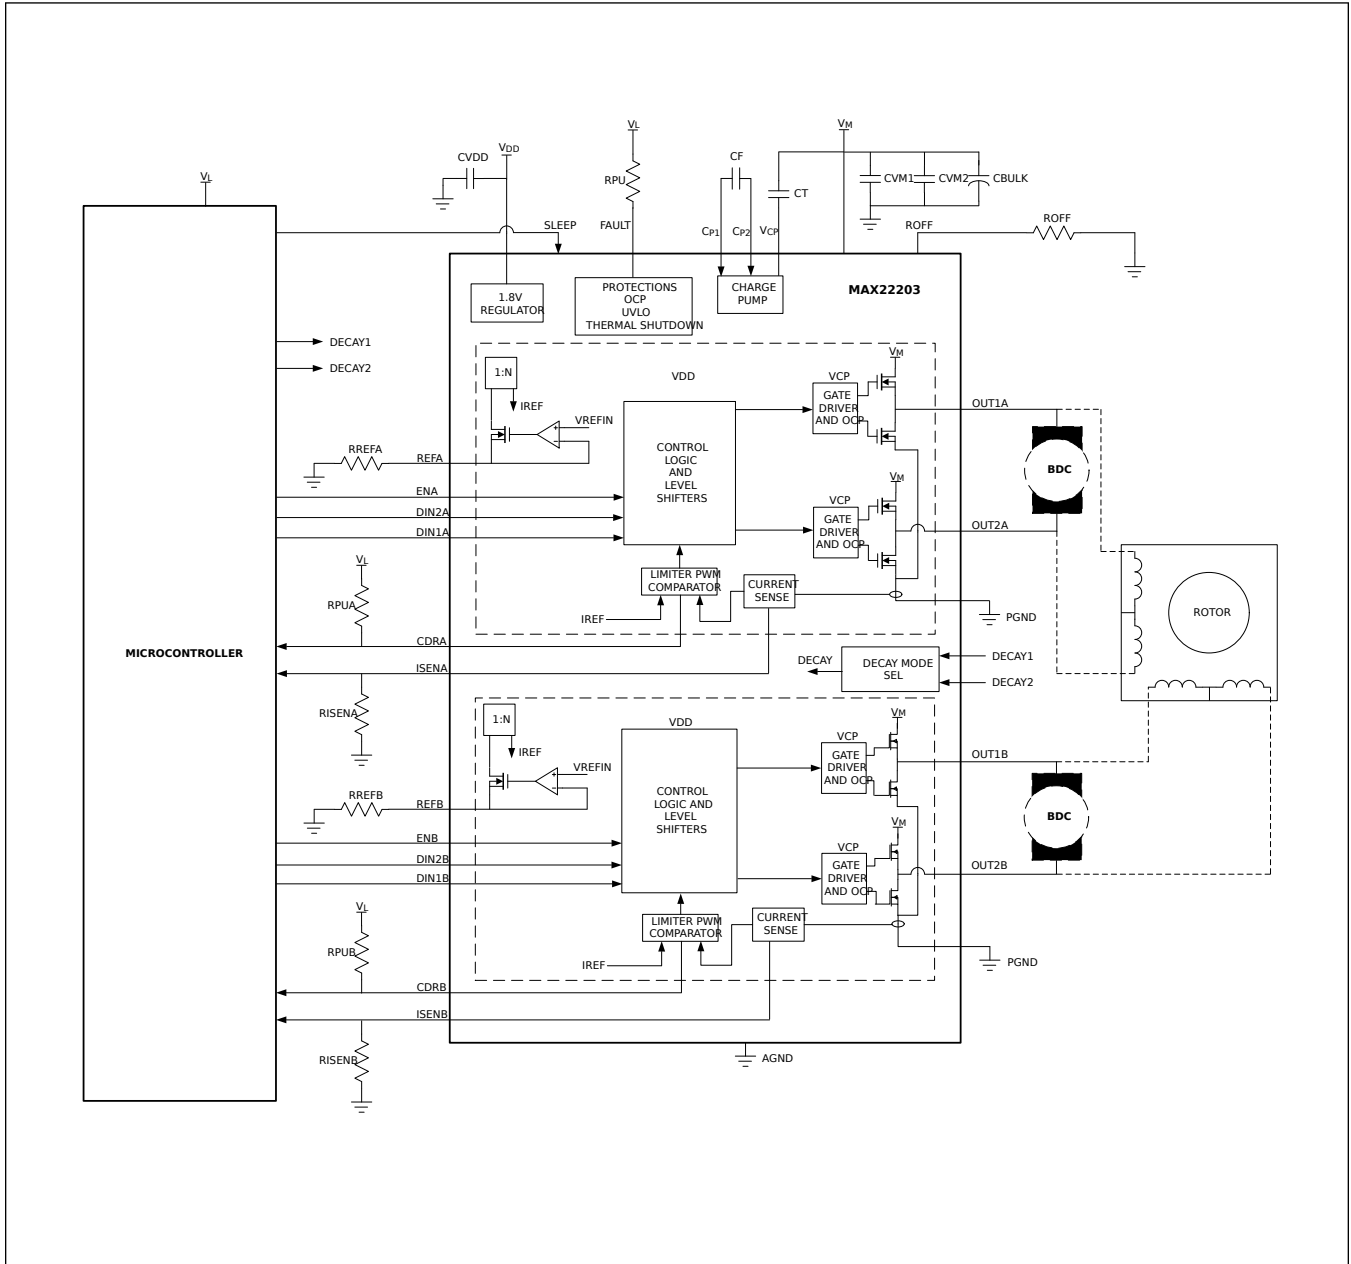 VL
VM
CF
VDD
CVDD
VL
RPU
CVM1
CVM2
CBULK
CT
ROFF
SLEEP
FAULT
CP1
CP2
VCP
ROFF
MAX22203
1.8V
REGULATOR
PROTECTIONS
OCP
UVLO
THERMAL SHUTDOWN
CHARGE
PUMP
DECAY1
DECAY2
1:N
IREF
VREFIN
VDD
CONTROL
LOGIC
AND
LEVEL
SHIFTERS
VM
VCP
GATE
DRIVER
AND OCP
OUT1A
BDC
RREFA
REFA
ENA
DIN2A
DIN1A
VM
VCP
GATE
DRIVER
AND OCP
OUT2A
VL
RPUA
LIMITER PWM
COMPARATOR
CURRENT
SENSE
IREF
PGND
ROTOR
CDRA
ISENA
MICROCONTROLLER
DECAY
DECAY MODE
SEL
DECAY1
DECAY2
RISENA
1:N
IREF
VREFIN
VDD
CONTROL
LOGIC AND
LEVEL
SHIFTERS
VM
VCP
GATE
DRIVER
AND OCP
OUT1B
BDC
RREFB
REFB
ENB
DIN2B
DIN1B
VM
VCP
GATE
DRIVER
AND OCP
OUT2B
VL
RPUB
LIMITER PWM
COMPARATOR
CURRENT
SENSE
IREF
PGND
CDRB
ISENB
RISENB
AGND